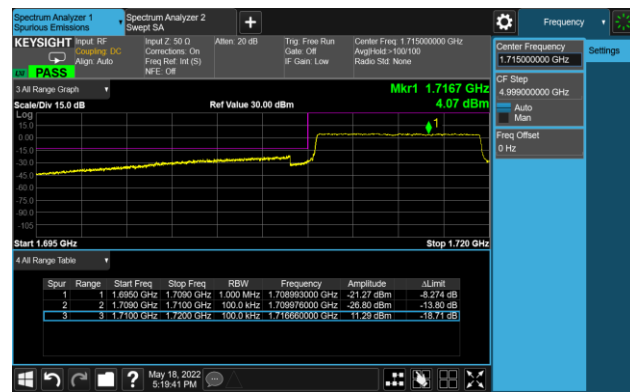 Spectrum Analyzer 1
Spurious Emissions
Spectrum Analyzer 2
Swept SA
+
Frequency
KEYSIGHT
Input: RF
Coupling: DC
Align: Auto
Input Z: 50 Ω
Corrections: On
Freq Ref: Int (S)
NFE: Off
Atten: 20 dB
Trig: Free Run
Gate: Off
IF Gain: Low
Center Freq: 1.715000000 GHz
Avg|Hold:>100/100
Radio Std: None
PASS
Center Frequency
1.715000000 GHz
Settings
CF Step
4.999000000 GHz
Auto
Man
Freq Offset
0 Hz
3 All Range Graph
Mkr1 1.7167 GHz
4.07 dBm
Scale/Div 15.0 dB
Ref Value 30.00 dBm
Log
15.0
0.00
-15.0
-30.0
-45.0
-60.0
-75.0
-90.0
-105
1
Start 1.695 GHz
Stop 1.720 GHz
4 All Range Table
Spur Range Start Freq Stop Freq RBW Frequency Amplitude ΔLimit
1 1 1.6950 GHz 1.7090 GHz 1.000 MHz 1.708993000 GHz -21.27 dBm -8.274 dB
2 2 1.7090 GHz 1.7100 GHz 100.0 kHz 1.709976000 GHz -26.80 dBm -13.80 dB
3 3 1.7100 GHz 1.7200 GHz 100.0 kHz 1.716660000 GHz 11.29 dBm -18.71 dB
?
May 18, 2022
5:19:41 PM